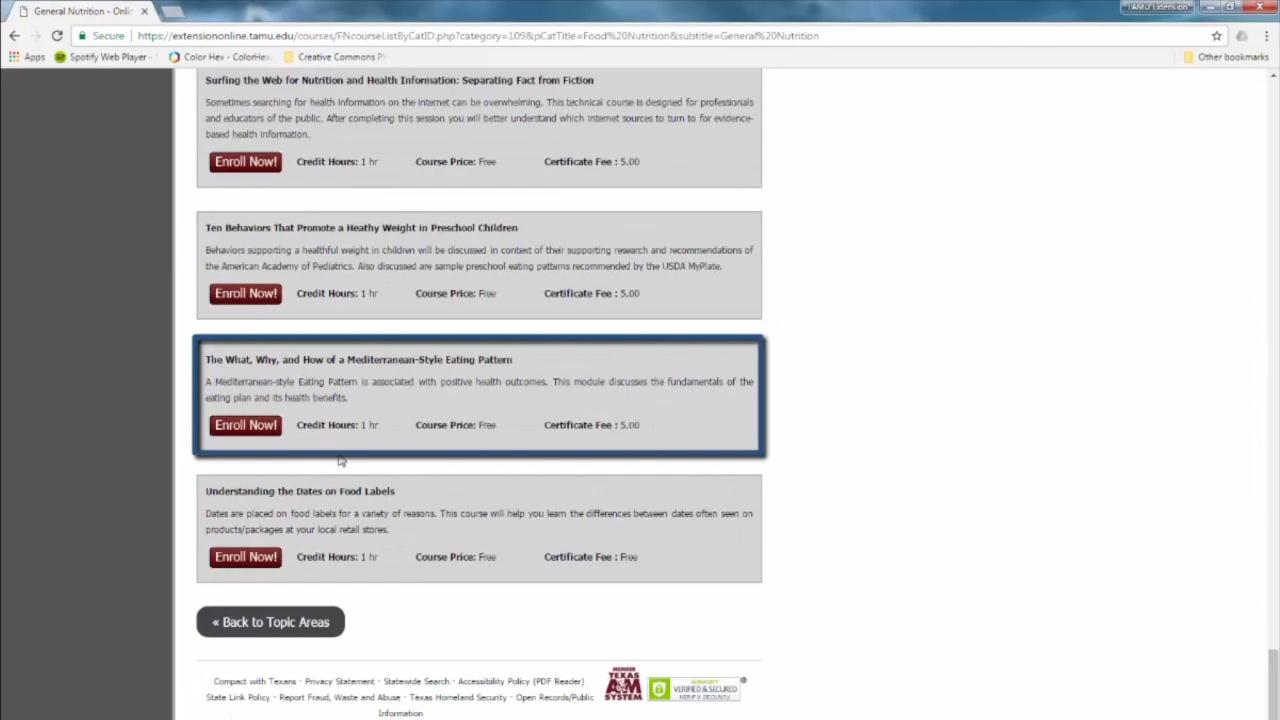 General Nutrition - Onlin
TAMU Extension
Secure
https://extensiononline.tamu.edu/courses/FNcourseListByCatID.php?category=109&pCatTitle=Food%20Nutrition&subtitle=General%20Nutrition
Apps Spotify Web Player - Color Hex - ColorHex Creative Commons P Other bookmarks
Surfing the Web for Nutrition and Health Information: Separating Fact from Fiction
Sometimes searching for health information on the internet can be overwhelming. This technical course is designed for professionals
and educators of the public. After completing this session you will better understand which internet sources to turn to for evidence-
based health information.
Enroll Now! Credit Hours: 1 hr Course Price: Free Certificate Fee : 5.00
Ten Behaviors That Promote a Heathy Weight in Preschool Children
Behaviors supporting a healthful weight in children will be discussed in context of their supporting research and recommendations of
the American Academy of Pediatrics. Also discussed are sample preschool eating patterns recommended by the USDA MyPlate.
Enroll Now! Credit Hours: 1 hr Course Price: Free Certificate Fee : 5.00
The What, Why, and How of a Mediterranean-Style Eating Pattern
A Mediterranean-style Eating Pattern is associated with positive health outcomes. This module discusses the fundamentals of the
eating plan and its health benefits.
Enroll Now! Credit Hours: 1 hr Course Price: Free Certificate Fee : 5.00
Understanding the Dates on Food Labels
Dates are placed on food labels for a variety of reasons. This course will help you learn the differences between dates often seen on
products/packages at your local retail stores.
Enroll Now! Credit Hours: 1 hr Course Price: Free Certificate Fee : Free
« Back to Topic Areas
Compact with Texans · Privacy Statement · Statewide Search · Accessibility Policy (PDF Reader)
State Link Policy · Report Fraud, Waste and Abuse · Texas Homeland Security · Open Records/Public
Information
MEMBER
TEXAS
A&M
SYSTEM
VERIFIED & SECURED
VERIFY SECURITY